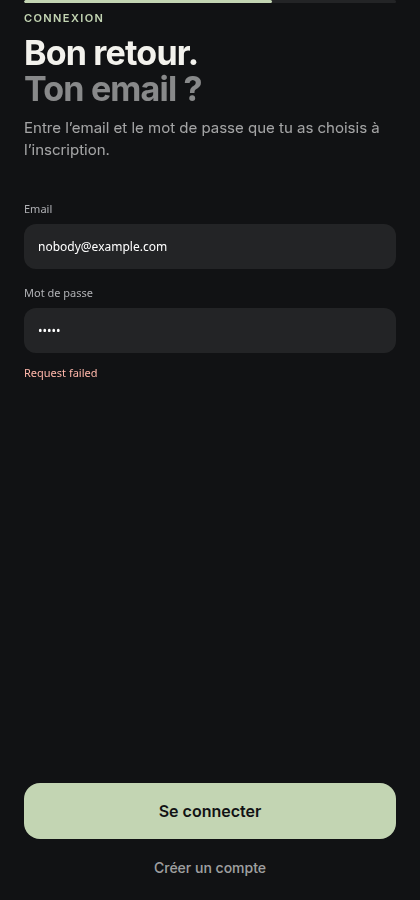 CONNEXION
Bon retour.
Ton email ?
Entre l’email et le mot de passe que tu as choisis à
l’inscription.
Email
nobody@example.com
Mot de passe
•••••
Request failed
Se connecter
Créer un compte